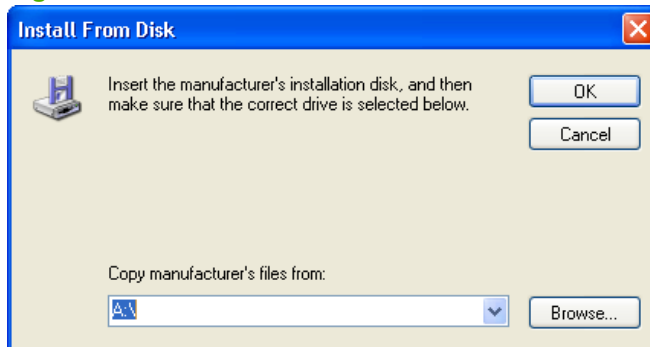 Install From Disk
Insert the manufacturer's installation disk, and then
make sure that the correct drive is selected below.
OK
Cancel
Copy manufacturer's files from:
A:\
Browse...